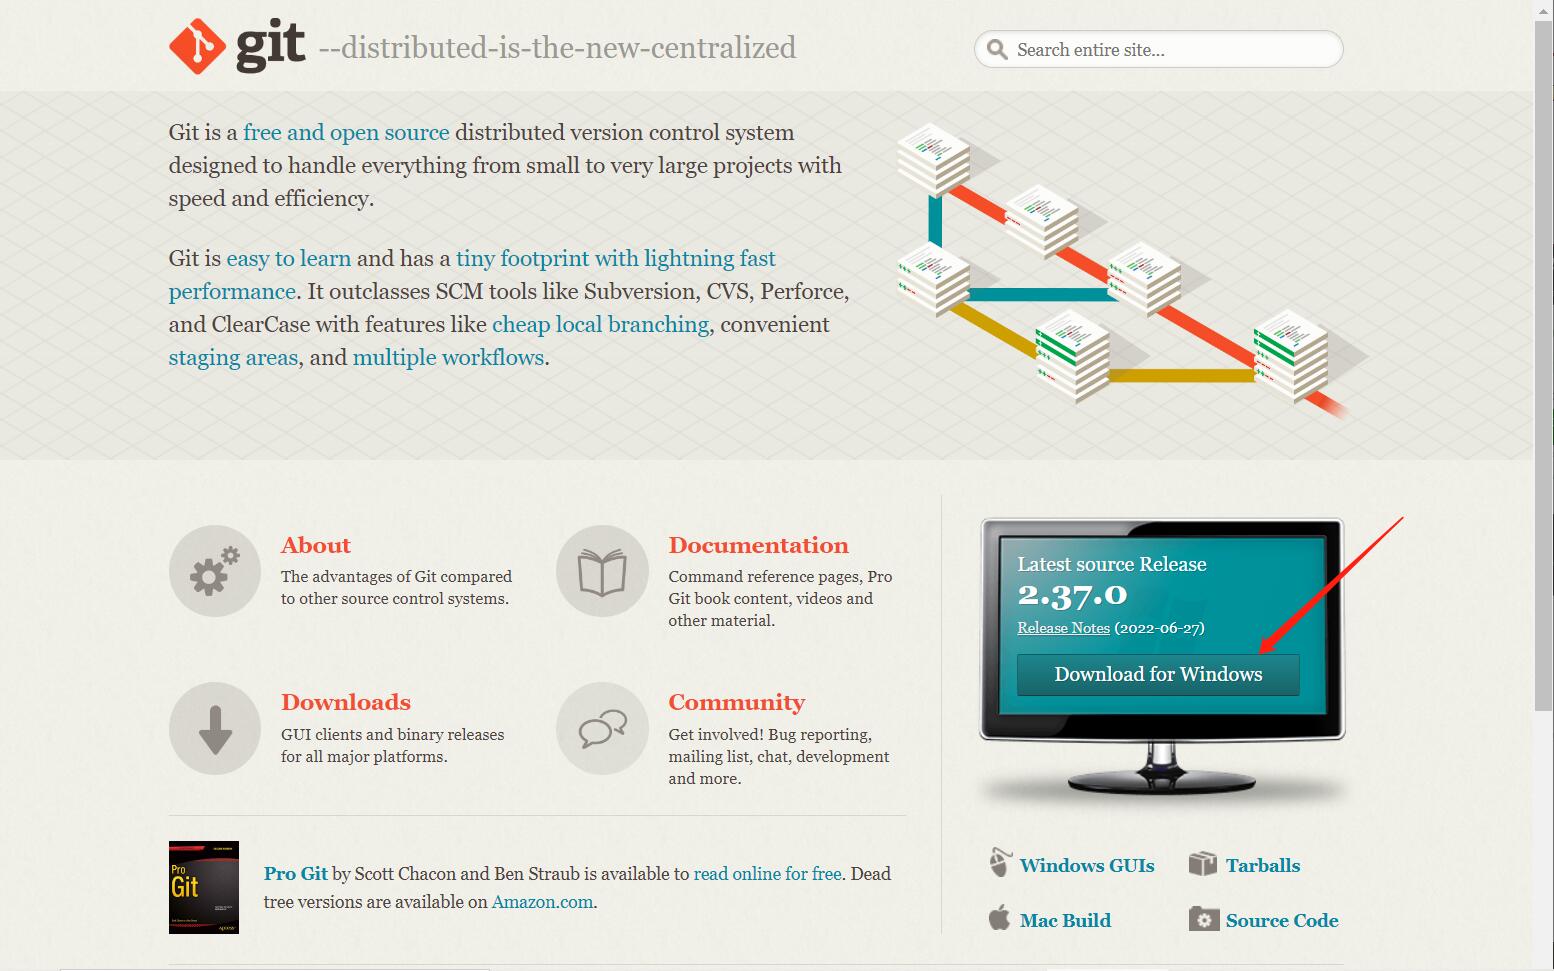 git --distributed-is-the-new-centralized
Search entire site...
Git is a free and open source distributed version control system
designed to handle everything from small to very large projects with
speed and efficiency.
Git is easy to learn and has a tiny footprint with lightning fast
performance. It outclasses SCM tools like Subversion, CVS, Perforce,
and ClearCase with features like cheap local branching, convenient
staging areas, and multiple workflows.
About
The advantages of Git compared
to other source control systems.
Documentation
Command reference pages, Pro
Git book content, videos and
other material.
Downloads
GUI clients and binary releases
for all major platforms.
Community
Get involved! Bug reporting,
mailing list, chat, development
and more.
Pro
Git
Pro Git by Scott Chacon and Ben Straub is available to read online for free. Dead
tree versions are available on Amazon.com.
Latest source Release
2.37.0
Release Notes (2022-06-27)
Download for Windows
Windows GUIs
Tarballs
Mac Build
Source Code